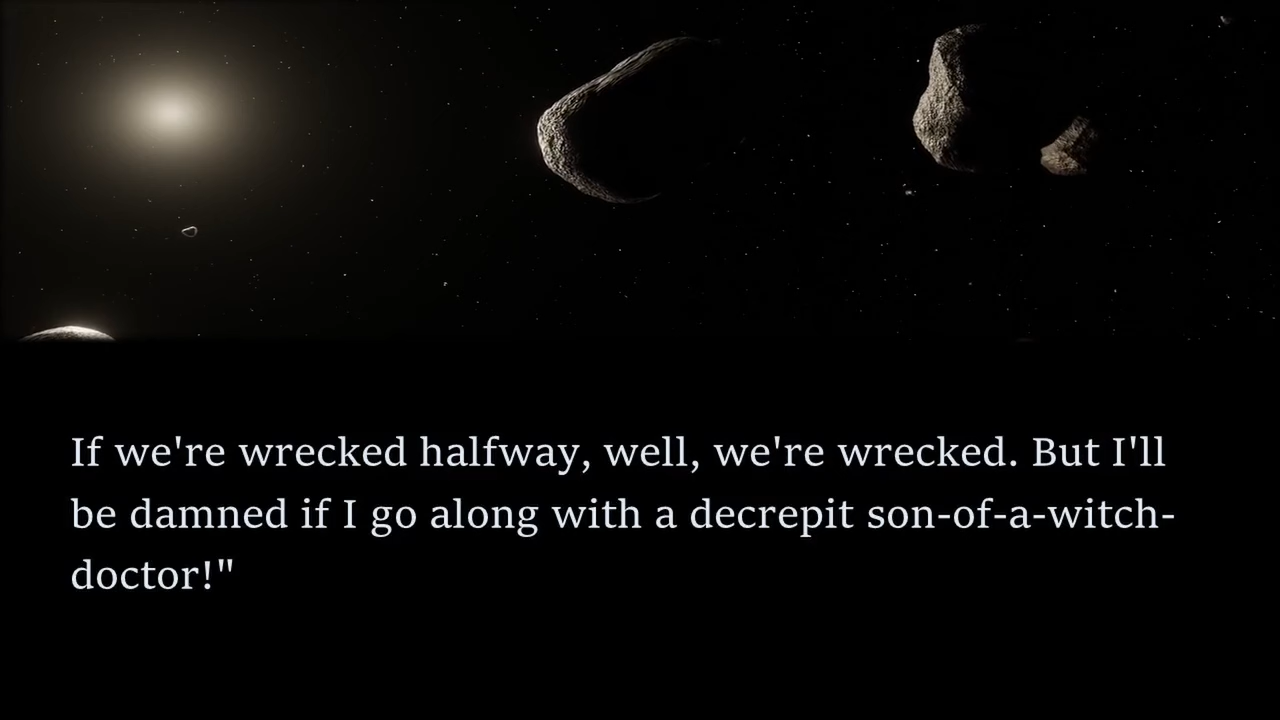 If we're wrecked halfway, well, we're wrecked. But I'll
be damned if I go along with a decrepit son-of-a-witch-
doctor!"